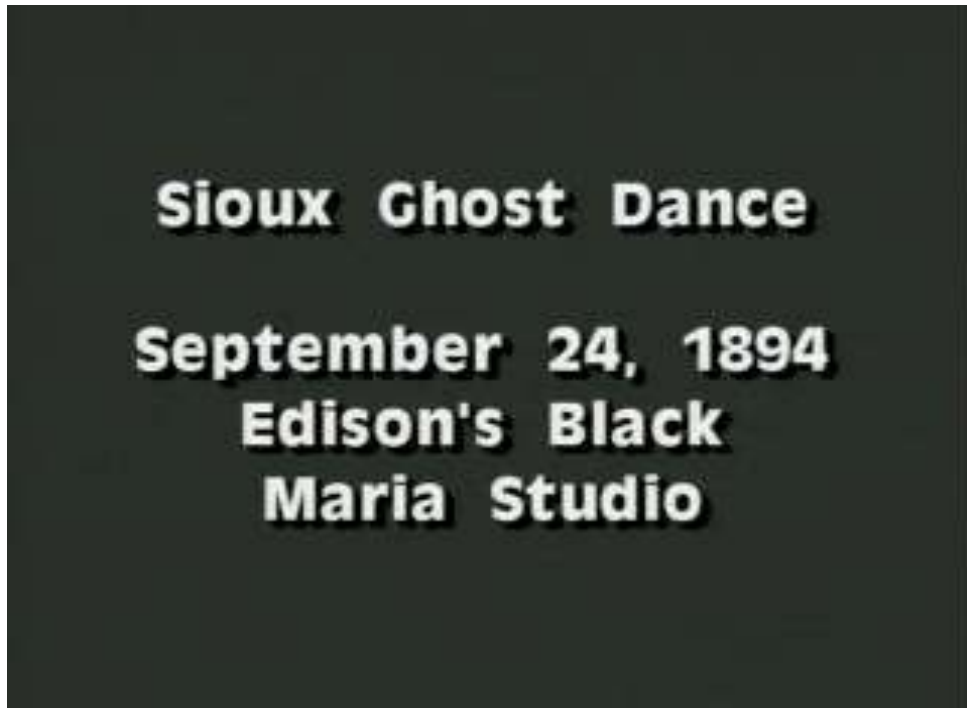 Sioux Ghost Dance
September 24, 1894
Edison's Black
Maria Studio